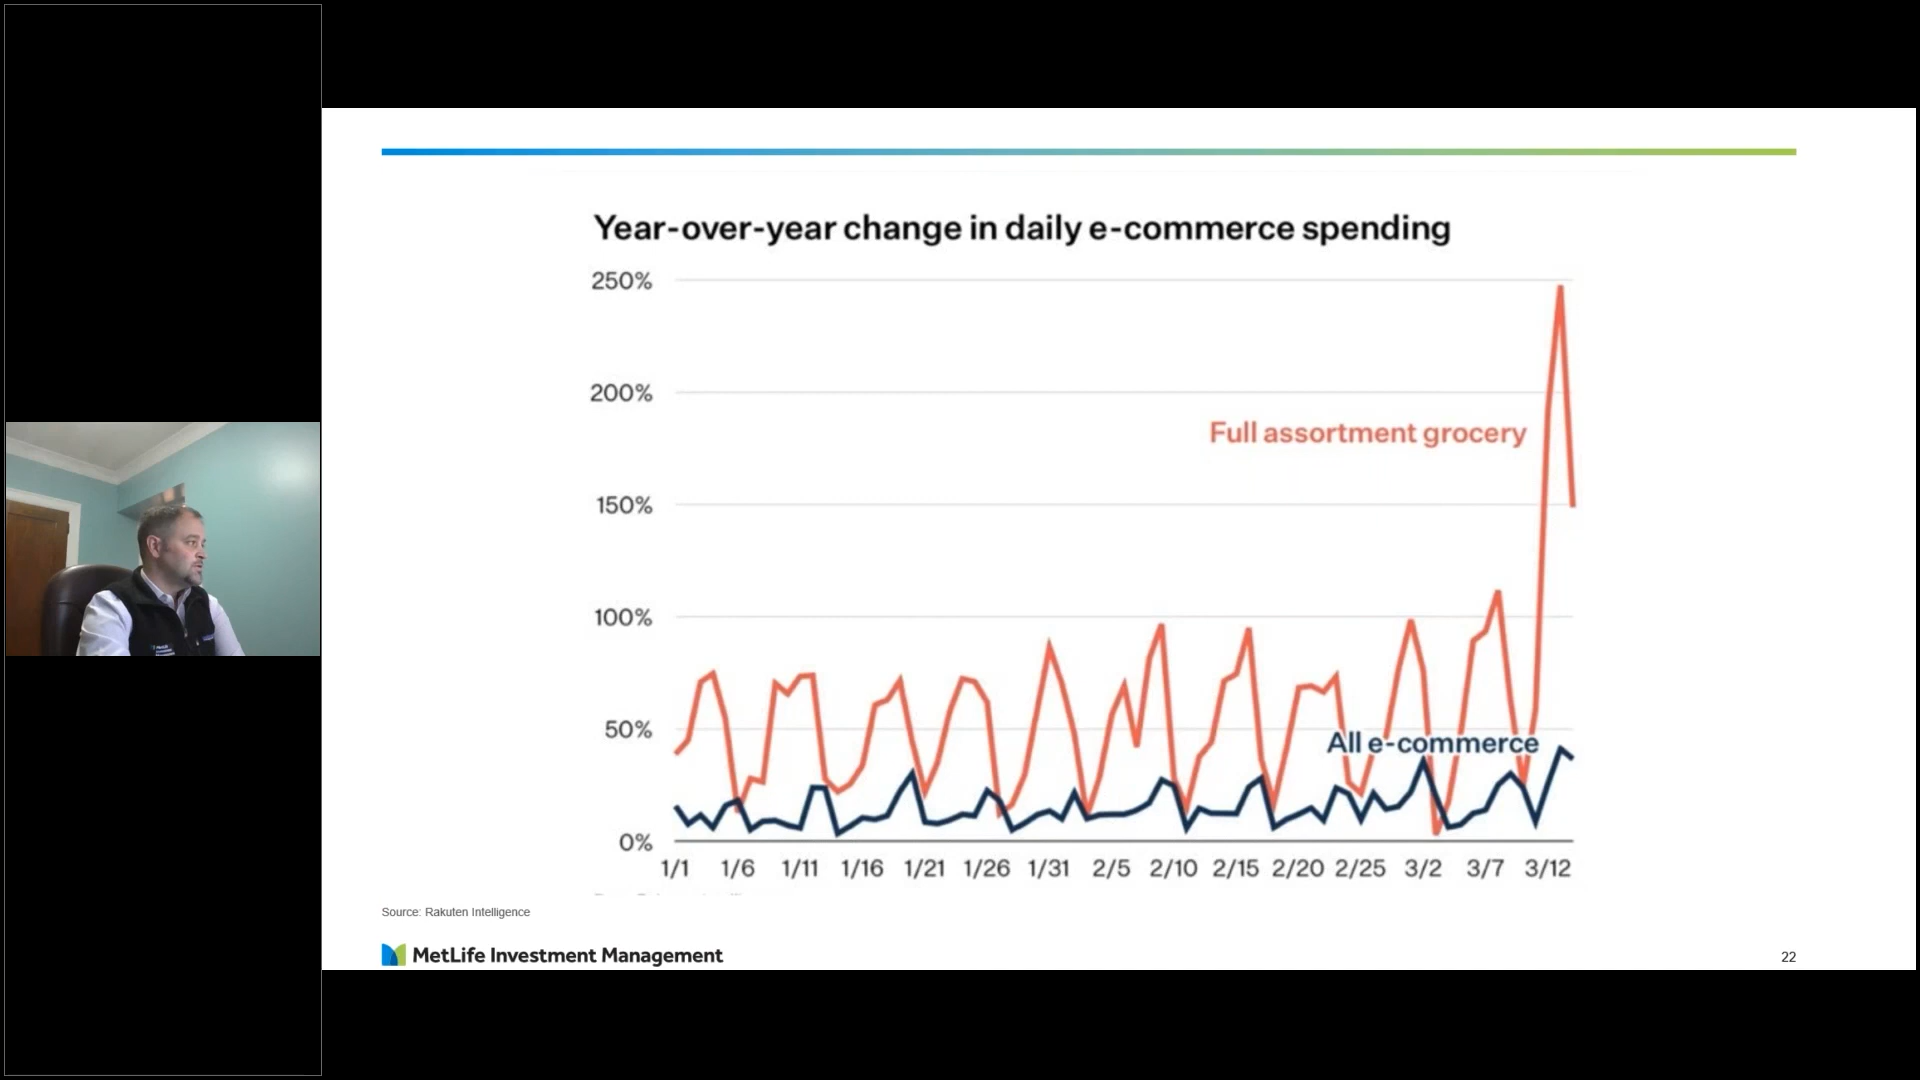 Year-over-year change in daily e-commerce spending
250%
200%
Full assortment grocery
150%
100%
50%
All e-commerce
0%
1/1 1/6 1/11 1/16 1/21 1/26 1/31 2/5 2/10 2/15 2/20 2/25 3/2 3/7 3/12
Source: Rakuten Intelligence
MetLife Investment Management
22